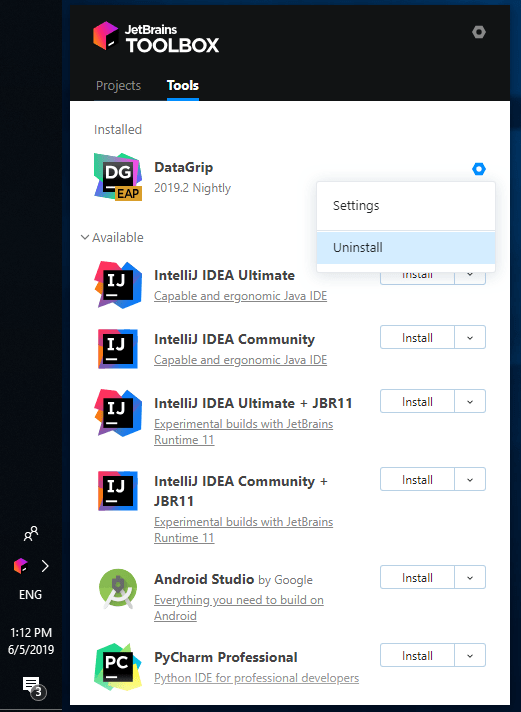 JetBrains
TOOLBOX
Projects Tools
Installed
DG
EAP
DataGrip
2019.2 Nightly
Settings
Uninstall
Available
IJ
IntelliJ IDEA Ultimate
Capable and ergonomic Java IDE
Install
IJ
IntelliJ IDEA Community
Capable and ergonomic Java IDE
Install
IJ
IntelliJ IDEA Ultimate + JBR11
Experimental builds with JetBrains
Runtime 11
Install
IJ
IntelliJ IDEA Community +
JBR11
Experimental builds with JetBrains
Runtime 11
Install
Android Studio by Google
Everything you need to build on
Android
Install
PC
PyCharm Professional
Python IDE for professional developers
Install
ENG
1:12 PM
6/5/2019
3